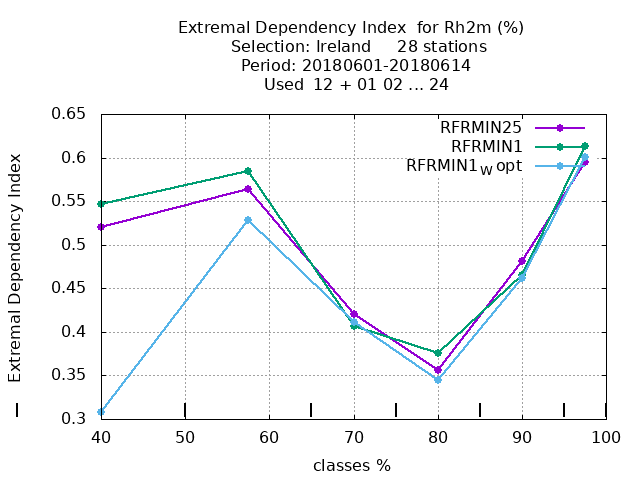 Extremal Dependency Index  for Rh2m (%)
Selection: Ireland     28 stations
Period: 20180601-20180614
Used  12 + 01 02 ... 24
RFRMIN25
RFRMIN1
RFRMIN1W opt
0.65
0.6
0.55
0.5
0.45
0.4
0.35
0.3
Extremal Dependency Index
40 50 60 70 80 90 100
classes %